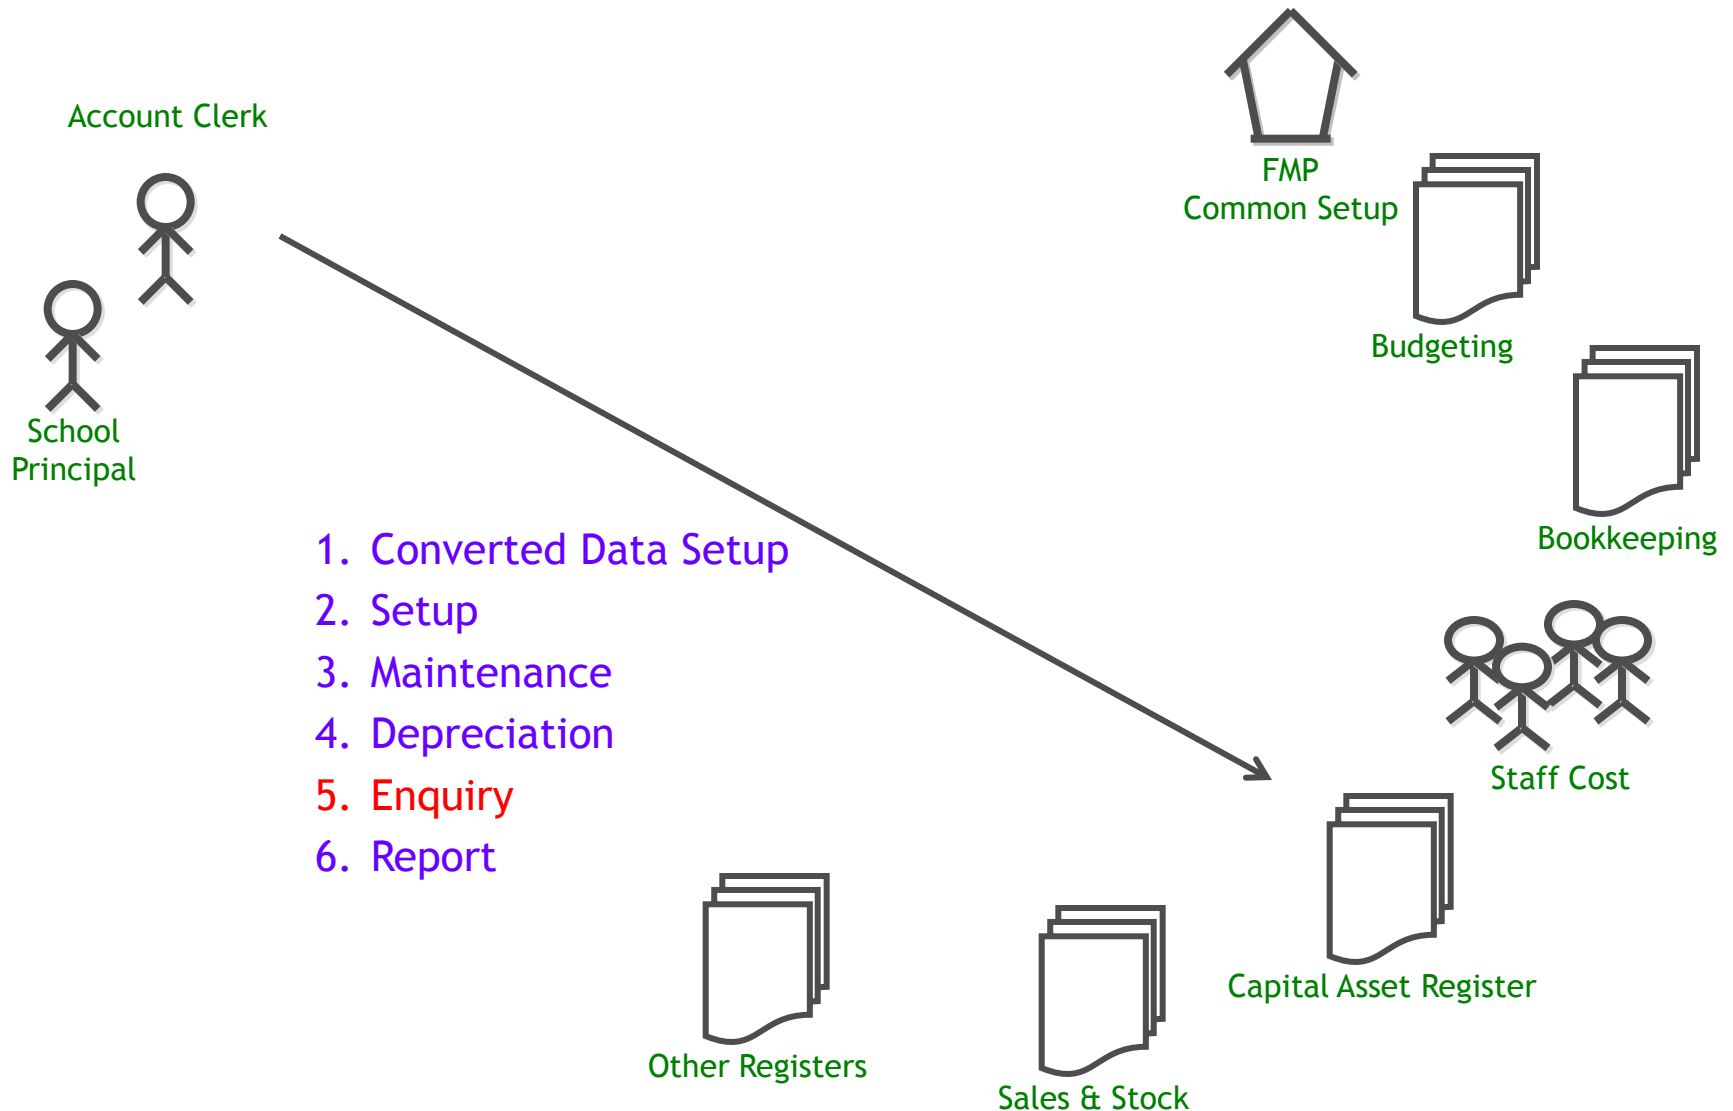 Account Clerk
School
Principal
FMP
Common Setup
Budgeting
Bookkeeping
Staff Cost
Capital Asset Register
Sales & Stock
Other Registers
1. Converted Data Setup
2. Setup
3. Maintenance
4. Depreciation
5. Enquiry
6. Report